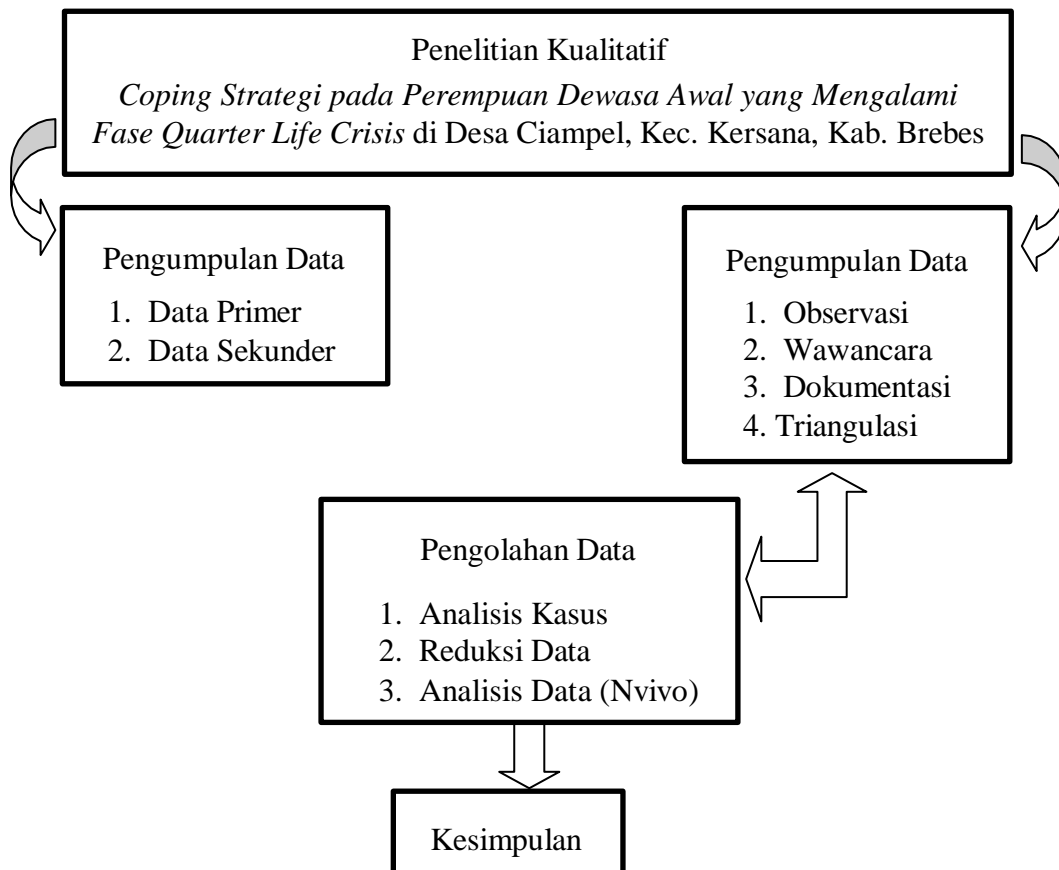 Penelitian Kualitatif
Coping Strategi pada Perempuan Dewasa Awal yang Mengalami
Fase Quarter Life Crisis di Desa Ciampel, Kec. Kersana, Kab. Brebes
Pengumpulan Data
1. Data Primer
2. Data Sekunder
Pengumpulan Data
1. Observasi
2. Wawancara
3. Dokumentasi
4. Triangulasi
Pengolahan Data
1. Analisis Kasus
2. Reduksi Data
3. Analisis Data (Nvivo)
Kesimpulan